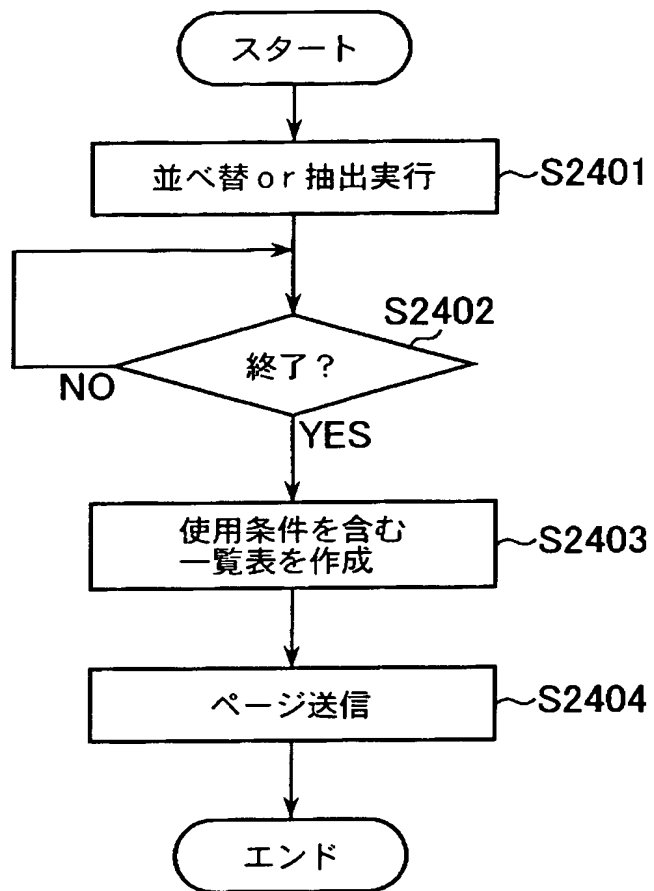 スタート
並べ替or抽出実行
S2401
S2402
終了？
NO
YES
使用条件を含む
一覧表を作成
S2403
ページ送信
S2404
エンド